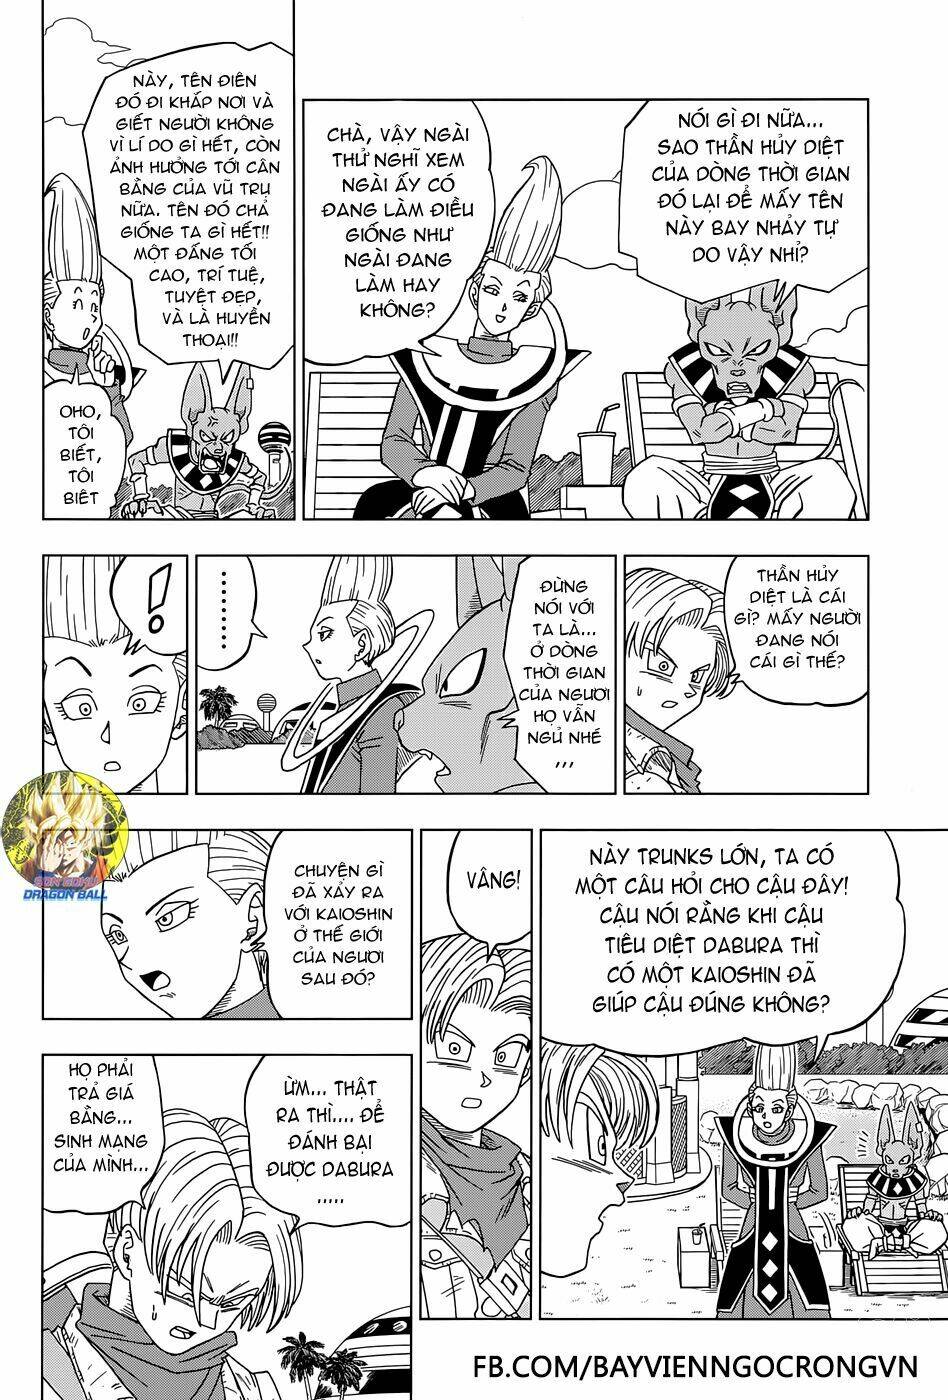 NÓI GÌ ĐI NỮA...
SAO THẦN HỦY DIỆT
CỦA DÒNG THỜI GIAN
ĐÓ LẠI ĐỂ MẤY TÊN
NÀY BAY NHẢY TỰ
DO VẬY NHỈ?
CHÀ, VẬY NGÀI
THỬ NGHĨ XEM
NGÀI ẤY CÓ
ĐANG LÀM ĐIỀU
GIỐNG NHƯ
NGÀI ĐANG
LÀM HAY
KHÔNG?
NÀY, TÊN ĐIÊN
ĐÓ ĐI KHẮP NƠI VÀ
GIẾT NGƯỜI KHÔNG
VÌ LÍ DO GÌ HẾT, CÒN
ẢNH HƯỞNG TỚI CÂN
BẰNG CỦA VŨ TRỤ
NỮA. TÊN ĐÓ CHẢ
GIỐNG TA GÌ HẾT!!
MỘT ĐẤNG TỐI
CAO, TRÍ TUỆ,
TUYỆT ĐẸP,
VÀ LÀ HUYỀN
THOẠI!!
OHO,
TÔI
BIẾT,
TÔI
BIẾT
THẦN HỦY
DIỆT LÀ CÁI
GÌ? MẤY NGƯỜI
ĐANG NÓI
CÁI GÌ THẾ?
ĐỪNG
NÓI VỚI
TA LÀ...
Ở DÒNG
THỜI GIAN
CỦA NGƯƠI
HỌ VẪN
NGỦ NHÉ
,,,
......
!
NÀY TRUNKS LỚN, TA CÓ
MỘT CÂU HỎI CHO CẬU ĐÂY!
CẬU NÓI RẰNG KHI CẬU
TIÊU DIỆT DABURA THÌ
CÓ MỘT KAIOSHIN ĐÃ
GIÚP CẬU ĐÚNG KHÔNG?
VÂNG!
CHUYỆN GÌ
ĐÃ XẢY RA
VỚI KAIOSHIN
Ở THẾ GIỚI
CỦA NGƯƠI
SAU ĐÓ?
SON GOKU
DRAGON BALL
ỪM... THẬT
RA THÌ.... ĐỂ
ĐÁNH BẠI
ĐƯỢC DABURA
.....
HỌ PHẢI
TRẢ GIÁ
BẰNG...
SINH MẠNG
CỦA MÌNH...
FB.COM/BAYVIENNGOCRONGVN